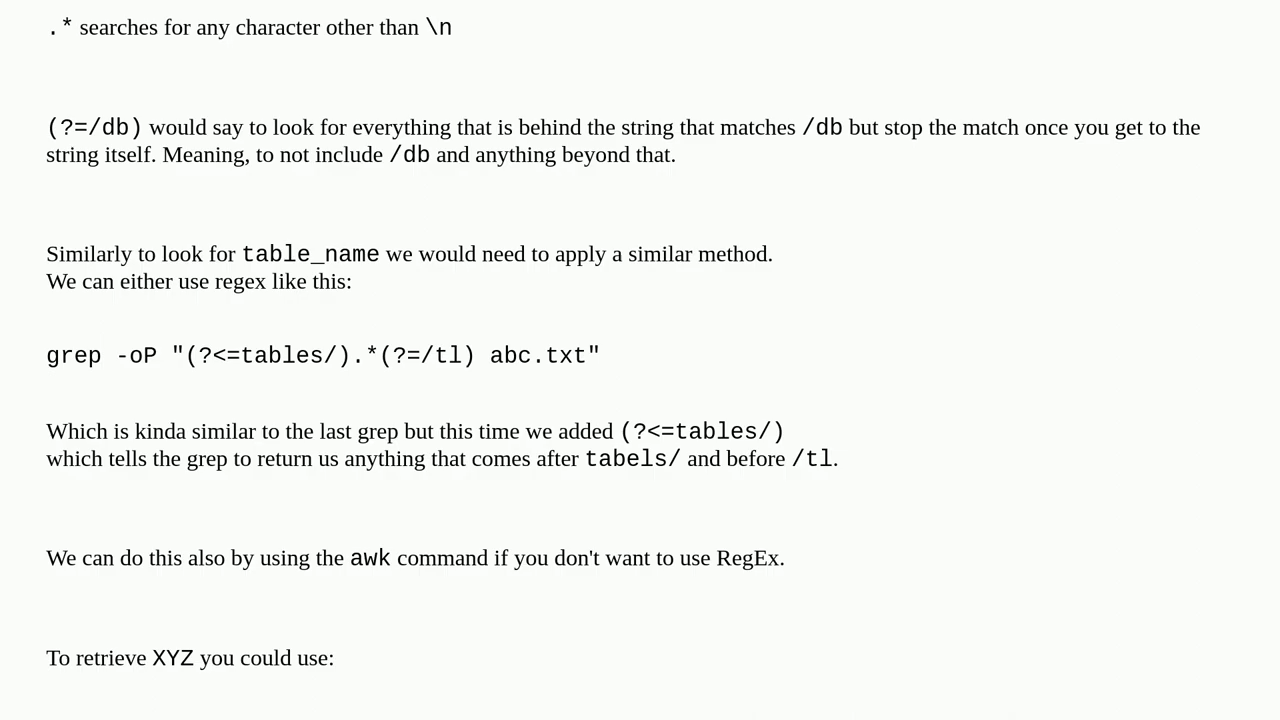 .* searches for any character other than \n
(?=/db) would say to look for everything that is behind the string that matches /db but stop the match once you get to the
string itself. Meaning, to not include /db and anything beyond that.
Similarly to look for table_name we would need to apply a similar method.
We can either use regex like this:
grep -oP "(?<=tables/).*(?=/tl) abc.txt"
Which is kinda similar to the last grep but this time we added (?<=tables/)
which tells the grep to return us anything that comes after tabels/ and before /tl.
We can do this also by using the awk command if you don't want to use RegEx.
To retrieve XYZ you could use: